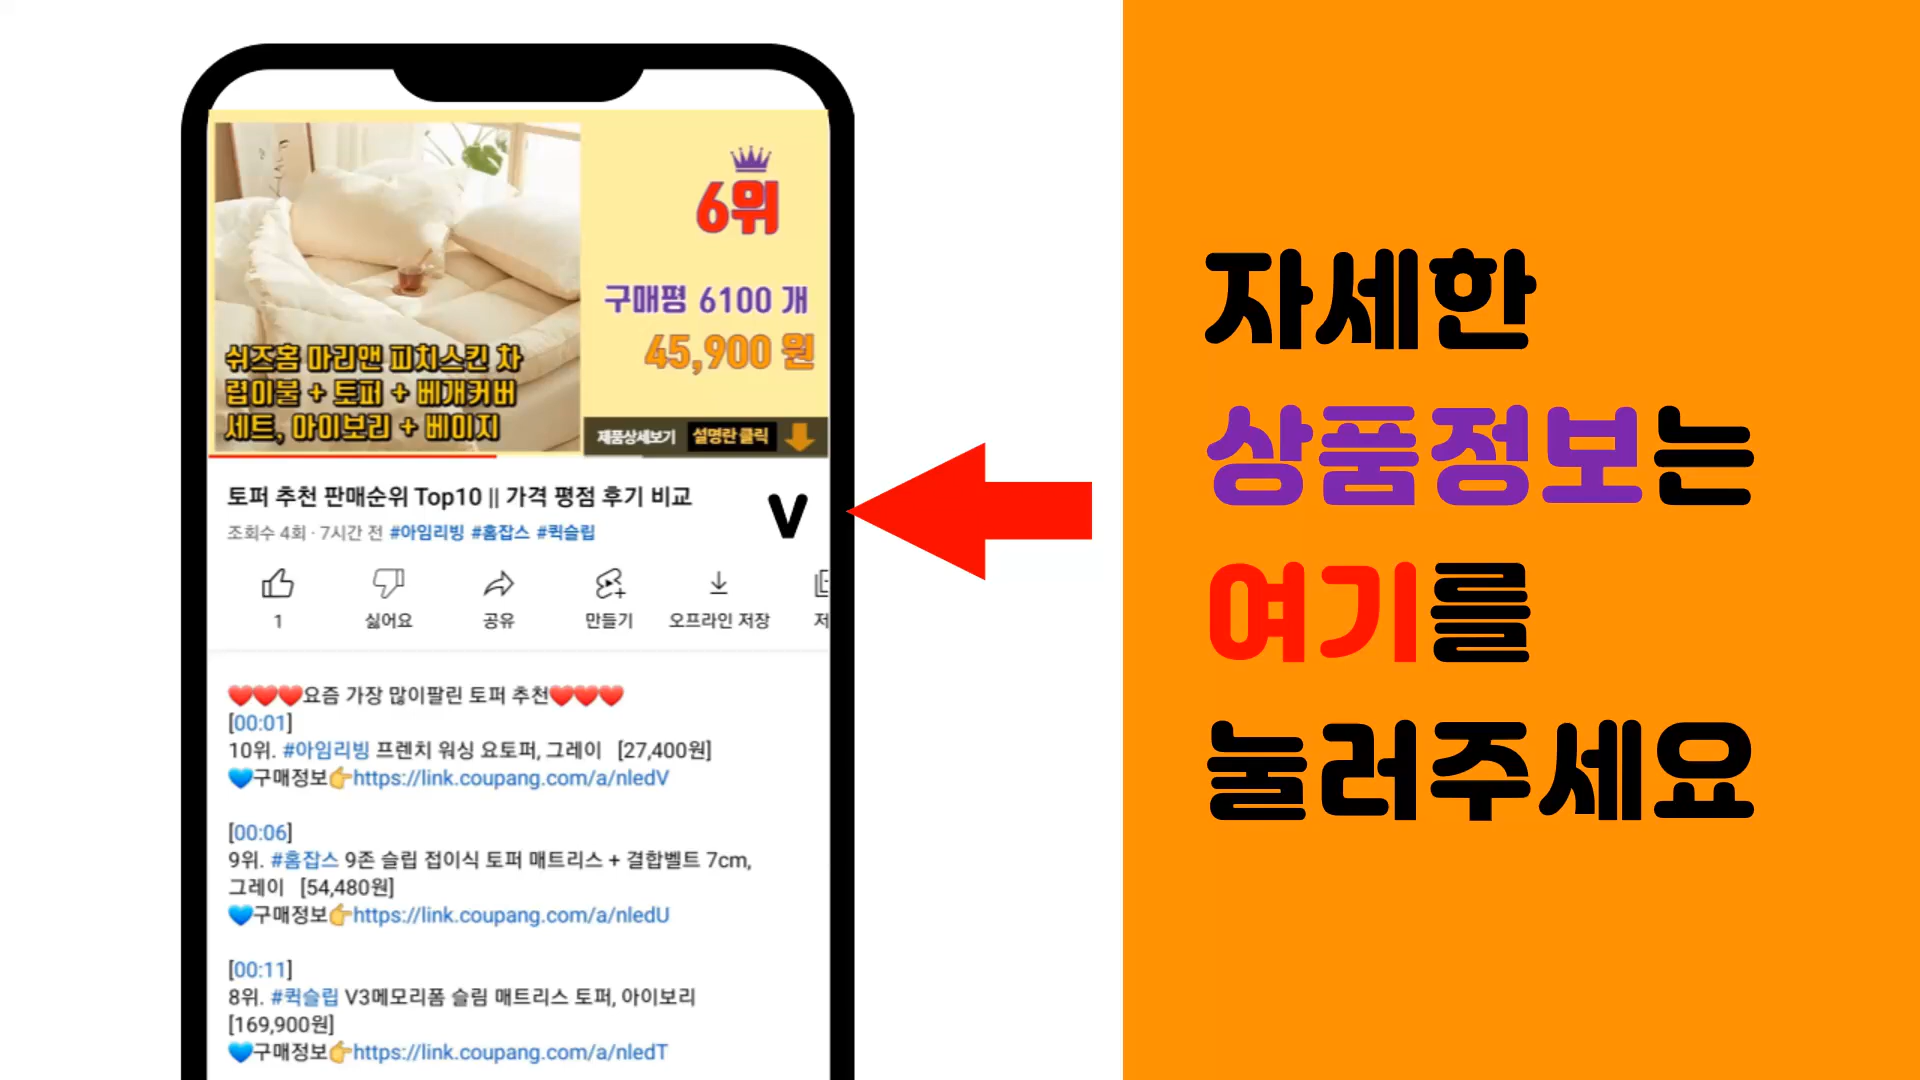 6위
구매평 6100 개
45,900 원
쉬즈홈 마리앤 피치스킨 차
렵이불 + 토퍼 + 베개커버
세트, 아이보리 + 베이지
제품상세보기 설명란 클릭
토퍼 추천 판매순위 Top10 || 가격 평점 후기 비교
V
조회수 4회 · 7시간 전 #아임리빙 #홈잡스 #퀵슬립
1
싫어요
공유
만들기
오프라인 저장
저
❤❤❤요즘 가장 많이팔린 토퍼 추천❤❤❤
[00:01]
10위. #아임리빙 프렌치 워싱 요토퍼, 그레이 [27,400원]
💙구매정보👉https://link.coupang.com/a/nledV
[00:06]
9위. #홈잡스 9존 슬립 접이식 토퍼 매트리스 + 결합벨트 7cm,
그레이 [54,480원]
💙구매정보👉https://link.coupang.com/a/nledU
[00:11]
8위. #퀵슬립 V3메모리폼 슬림 매트리스 토퍼, 아이보리
[169,900원]
💙구매정보👉https://link.coupang.com/a/nledT
자세한
상품정보는
여기를
눌러주세요